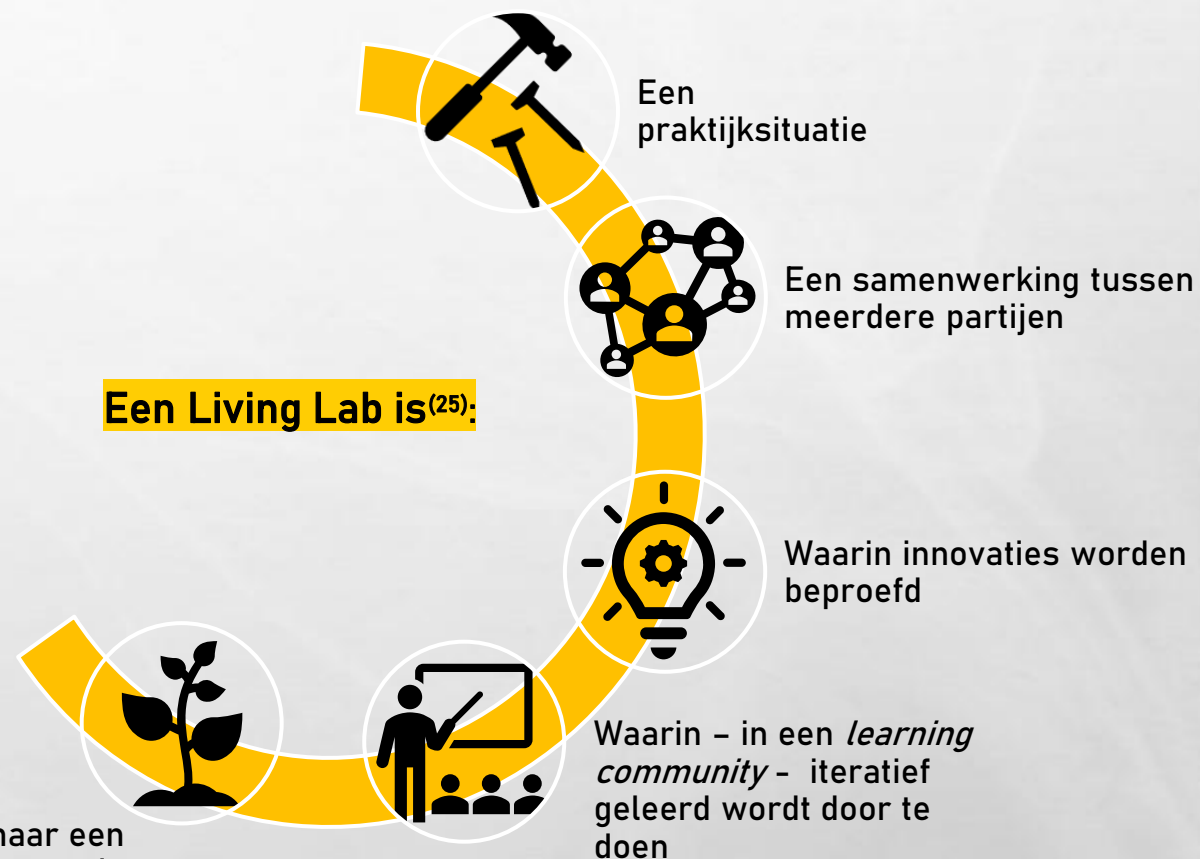 Een
praktijksituatie
Een samenwerking tussen
meerdere partijen
Een Living Lab is(25):
Waarin innovaties worden
beproefd
Waarin – in een learning
community - iteratief
geleerd wordt door te
doen
naar een